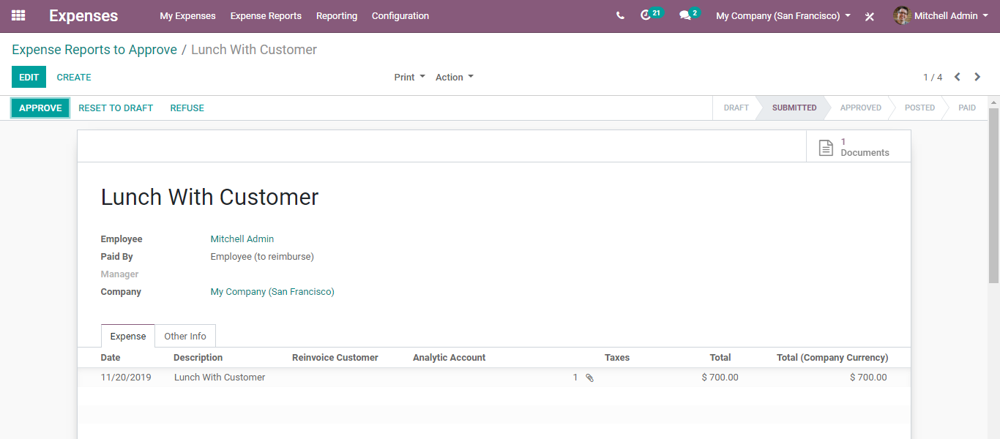 Expenses My Expenses Expense Reports Reporting Configuration 21 2 My Company (San Francisco) Mitchell Admin
Expense Reports to Approve / Lunch With Customer
EDIT CREATE Print Action 1 / 4
APPROVE RESET TO DRAFT REFUSE DRAFT SUBMITTED APPROVED POSTED PAID
1
Documents
Lunch With Customer
Employee Mitchell Admin
Paid By Employee (to reimburse)
Manager
Company My Company (San Francisco)
Expense Other Info
Date Description Reinvoice Customer Analytic Account Taxes Total Total (Company Currency)
11/20/2019 Lunch With Customer 1 $ 700.00 $ 700.00